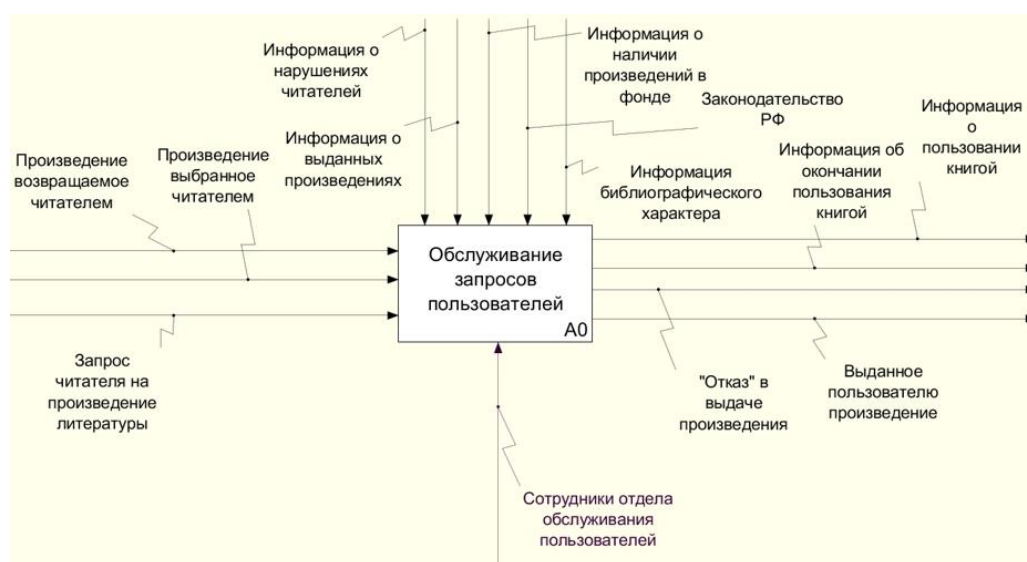 Информация о
нарушениях
читателей
Информация о
наличии
произведений в
фонде
Законодательство
РФ
Информация
о
пользовании
книгой
Информация о
выданных
произведениях
Произведение
возвращаемое
читателем
Произведение
выбранное
читателем
Информация
библиографического
характера
Информация об
окончании
пользования
книгой
Обслуживание
запросов
пользователей
A0
Запрос
читателя на
произведение
литературы
"Отказ" в
выдаче
произведения
Выданное
пользователю
произведение
Сотрудники отдела
обслуживания
пользователей